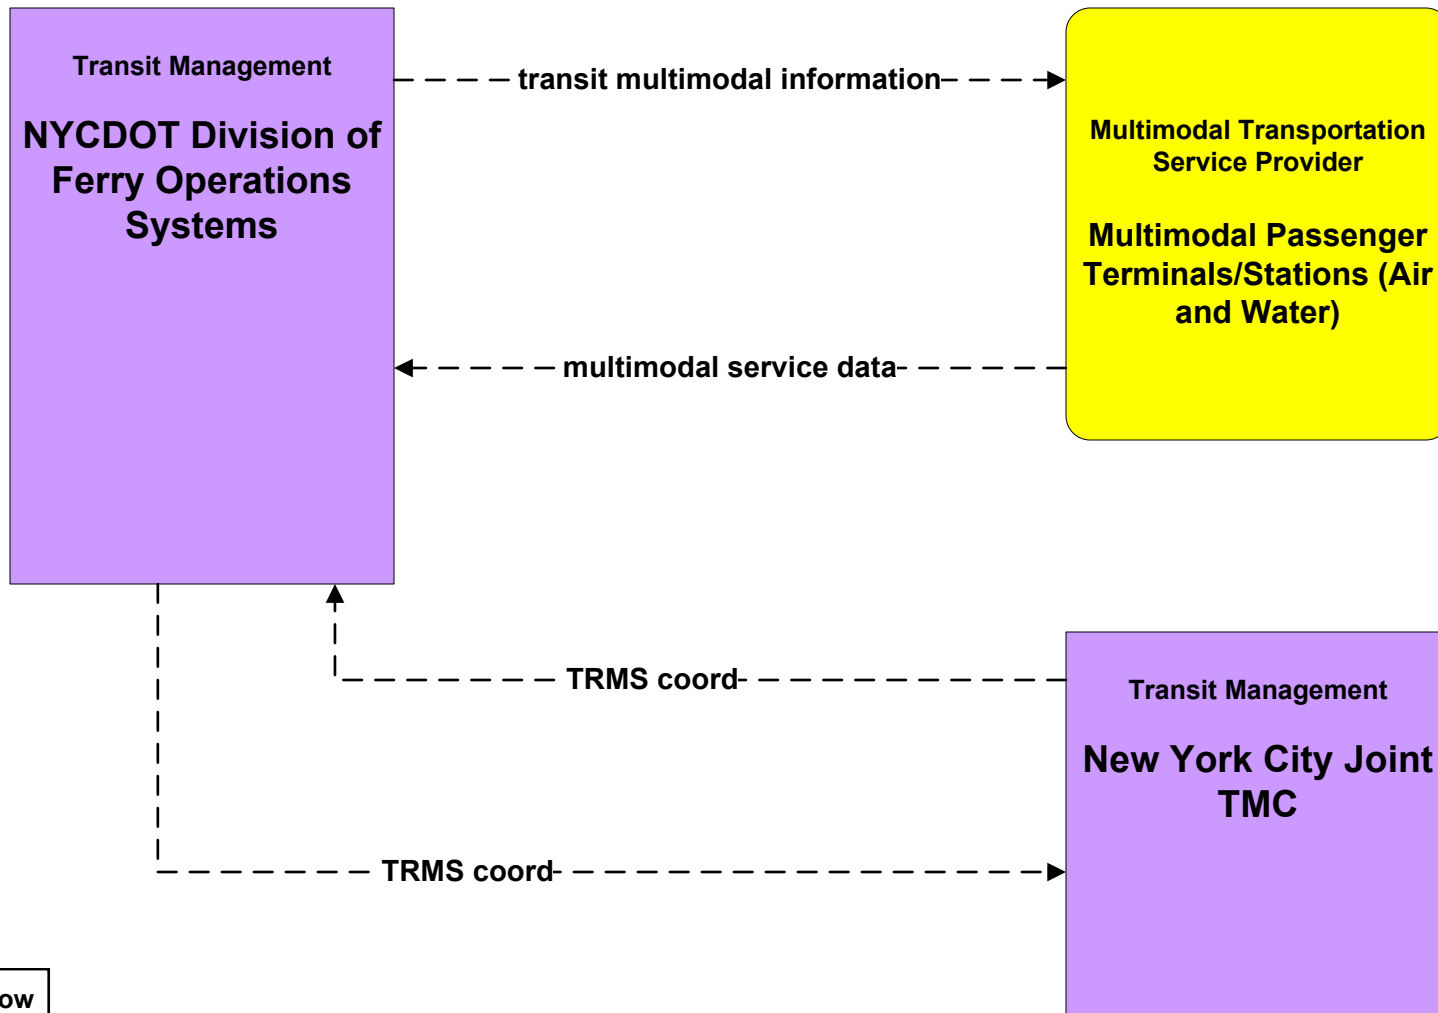 Transit Management
NYCDOT Division of
Ferry Operations
Systems
transit multimodal information
Multimodal Transportation
Service Provider
Multimodal Passenger
Terminals/Stations (Air
and Water)
multimodal service data
TRMS coord
Transit Management
New York City Joint
TMC
TRMS coord